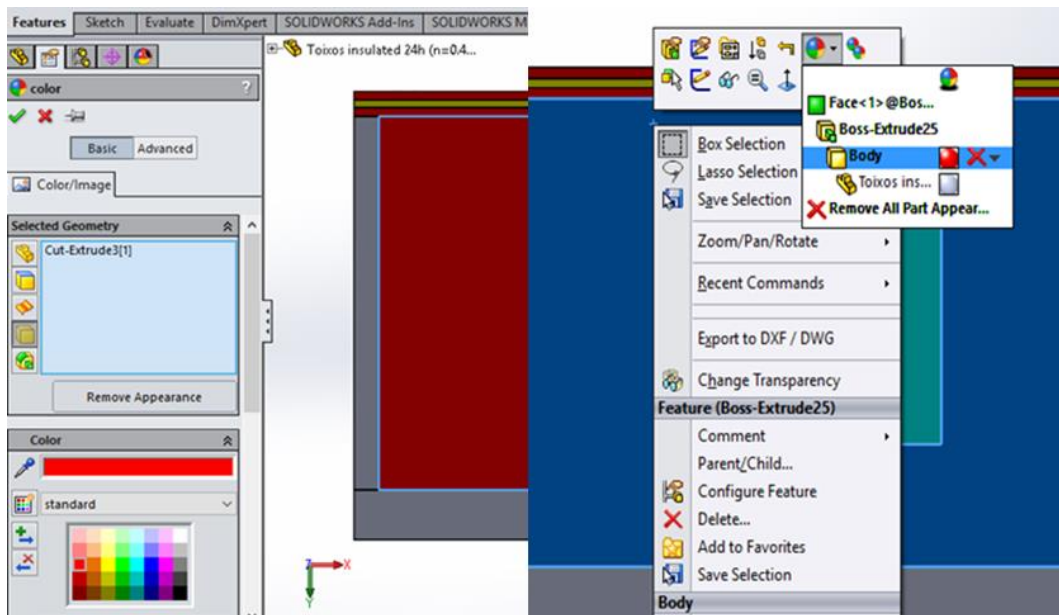 Features Sketch Evaluate DimXpert SOLIDWORKS Add-Ins SOLIDWORKS M
Toixos insulated 24h (n=0.4...
color ?
Basic Advanced
Color/Image
Selected Geometry
Cut-Extrude3[1]
Remove Appearance
Color
standard
X
Y
Z
Face<1>@Bos...
Boss-Extrude25
Body
Toixos ins...
Remove All Part Appear...
Box Selection
Lasso Selection
Save Selection
Zoom/Pan/Rotate
Recent Commands
Export to DXF / DWG
Change Transparency
Feature (Boss-Extrude25)
Comment
Parent/Child...
Configure Feature
Delete...
Add to Favorites
Save Selection
Body